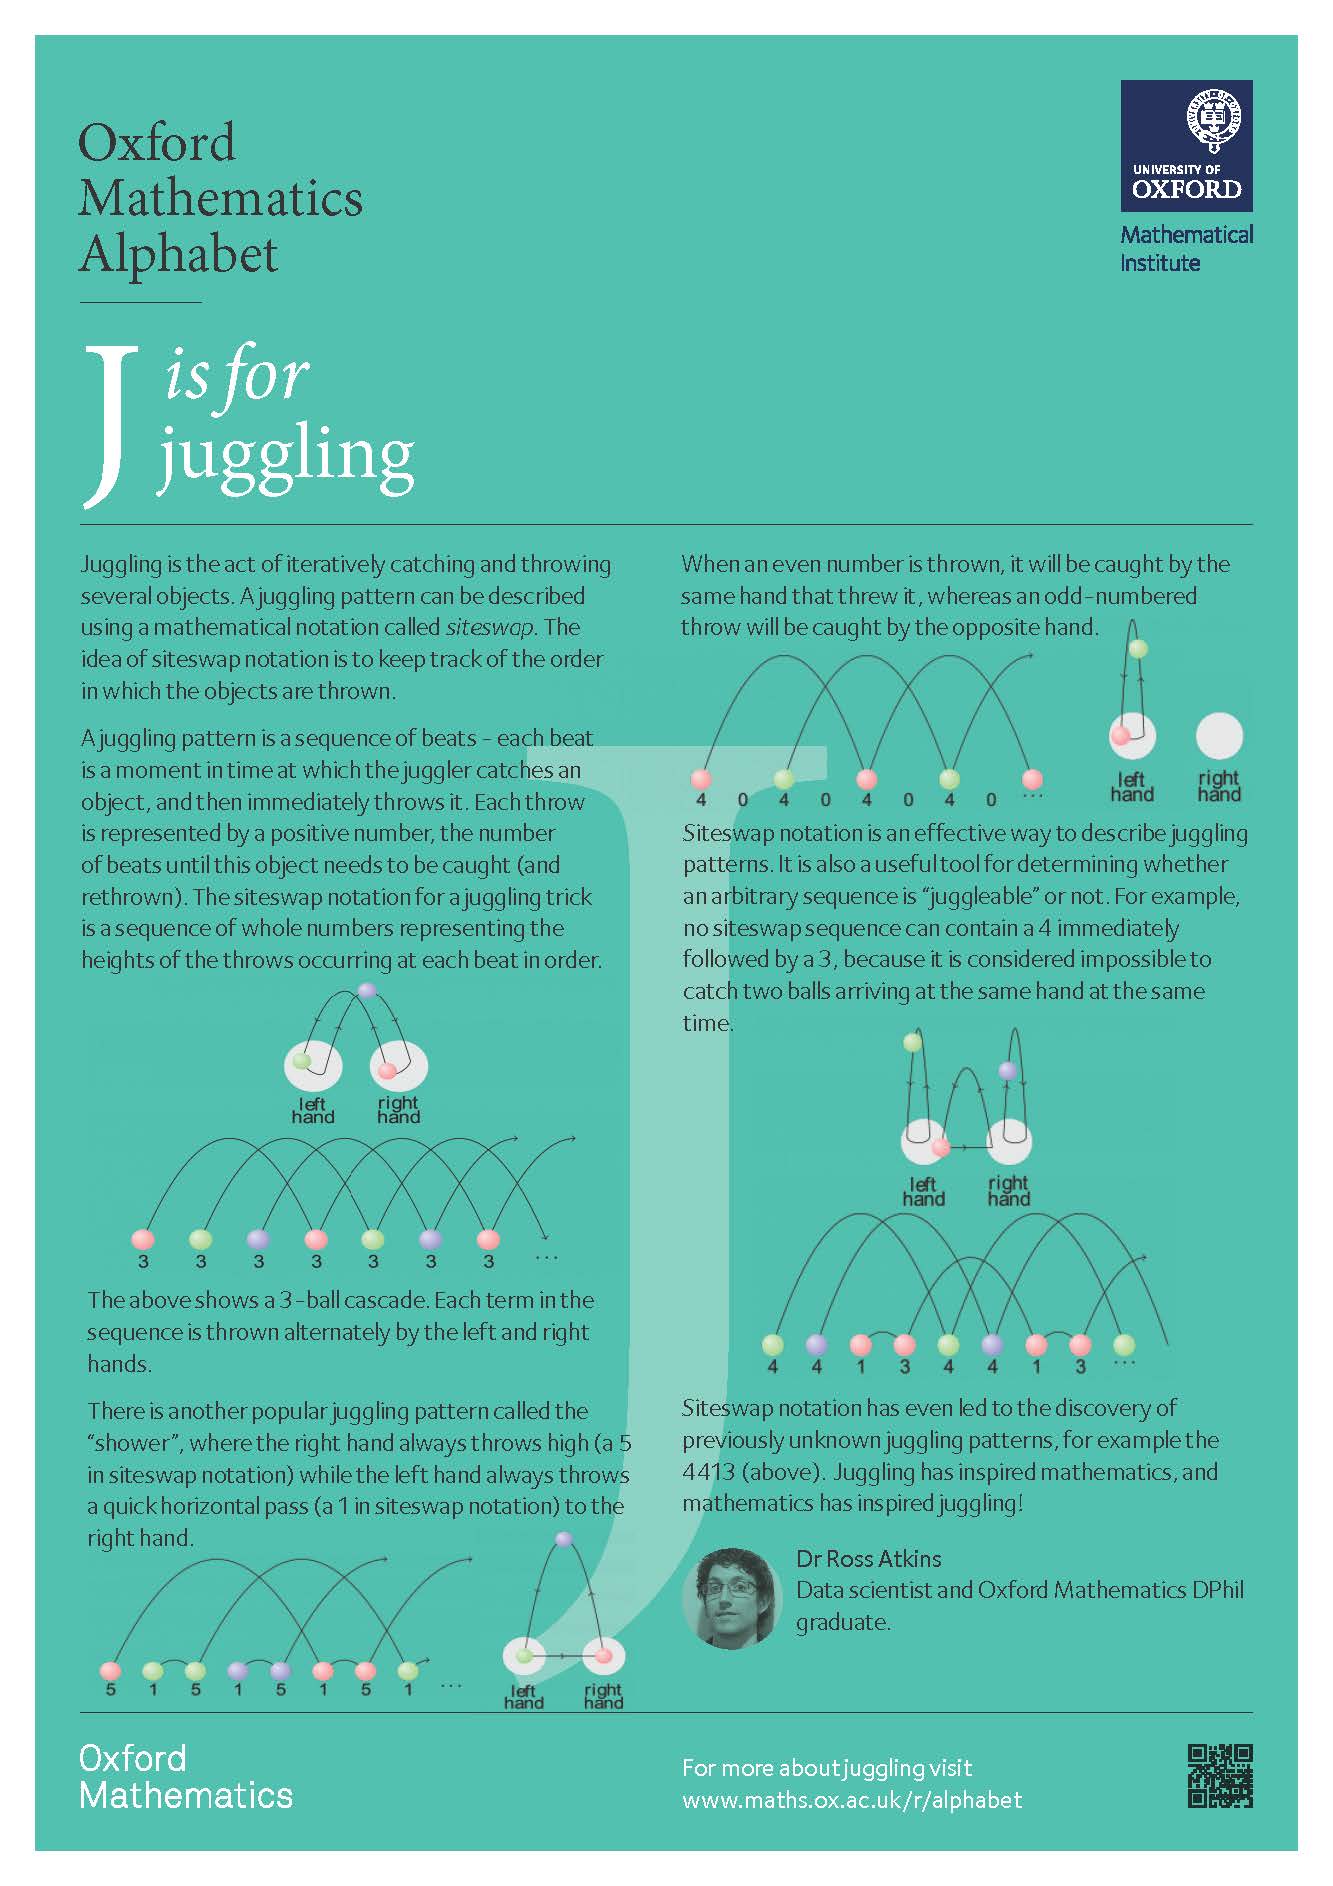 Oxford
Mathematics
Alphabet
UNIVERSITY OF
OXFORD
Mathematical
Institute
J is for
juggling
Juggling is the act of iteratively catching and throwing
several objects. A juggling pattern can be described
using a mathematical notation called siteswap. The
idea of siteswap notation is to keep track of the order
in which the objects are thrown.
A juggling pattern is a sequence of beats - each beat
is a moment in time at which the juggler catches an
object, and then immediately throws it. Each throw
is represented by a positive number, the number
of beats until this object needs to be caught (and
rethrown). The siteswap notation for a juggling trick
is a sequence of whole numbers representing the
heights of the throws occurring at each beat in order.
left hand
right hand
3 3 3 3 3 3 3 ...
The above shows a 3-ball cascade. Each term in the
sequence is thrown alternately by the left and right
hands.
There is another popular juggling pattern called the
“shower”, where the right hand always throws high (a 5
in siteswap notation) while the left hand always throws
a quick horizontal pass (a 1 in siteswap notation) to the
right hand.
5 1 5 1 5 1 5 1 ...
left hand
right hand
When an even number is thrown, it will be caught by the
same hand that threw it, whereas an odd-numbered
throw will be caught by the opposite hand.
4 0 4 0 4 0 4 0 ...
left hand
right hand
Siteswap notation is an effective way to describe juggling
patterns. It is also a useful tool for determining whether
an arbitrary sequence is “juggleable” or not. For example,
no siteswap sequence can contain a 4 immediately
followed by a 3, because it is considered impossible to
catch two balls arriving at the same hand at the same
time.
left hand
right hand
4 4 1 3 4 4 1 3 ...
Siteswap notation has even led to the discovery of
previously unknown juggling patterns, for example the
4413 (above). Juggling has inspired mathematics, and
mathematics has inspired juggling!
Dr Ross Atkins
Data scientist and Oxford Mathematics DPhil
graduate.
Oxford
Mathematics
For more about juggling visit
www.maths.ox.ac.uk/r/alphabet